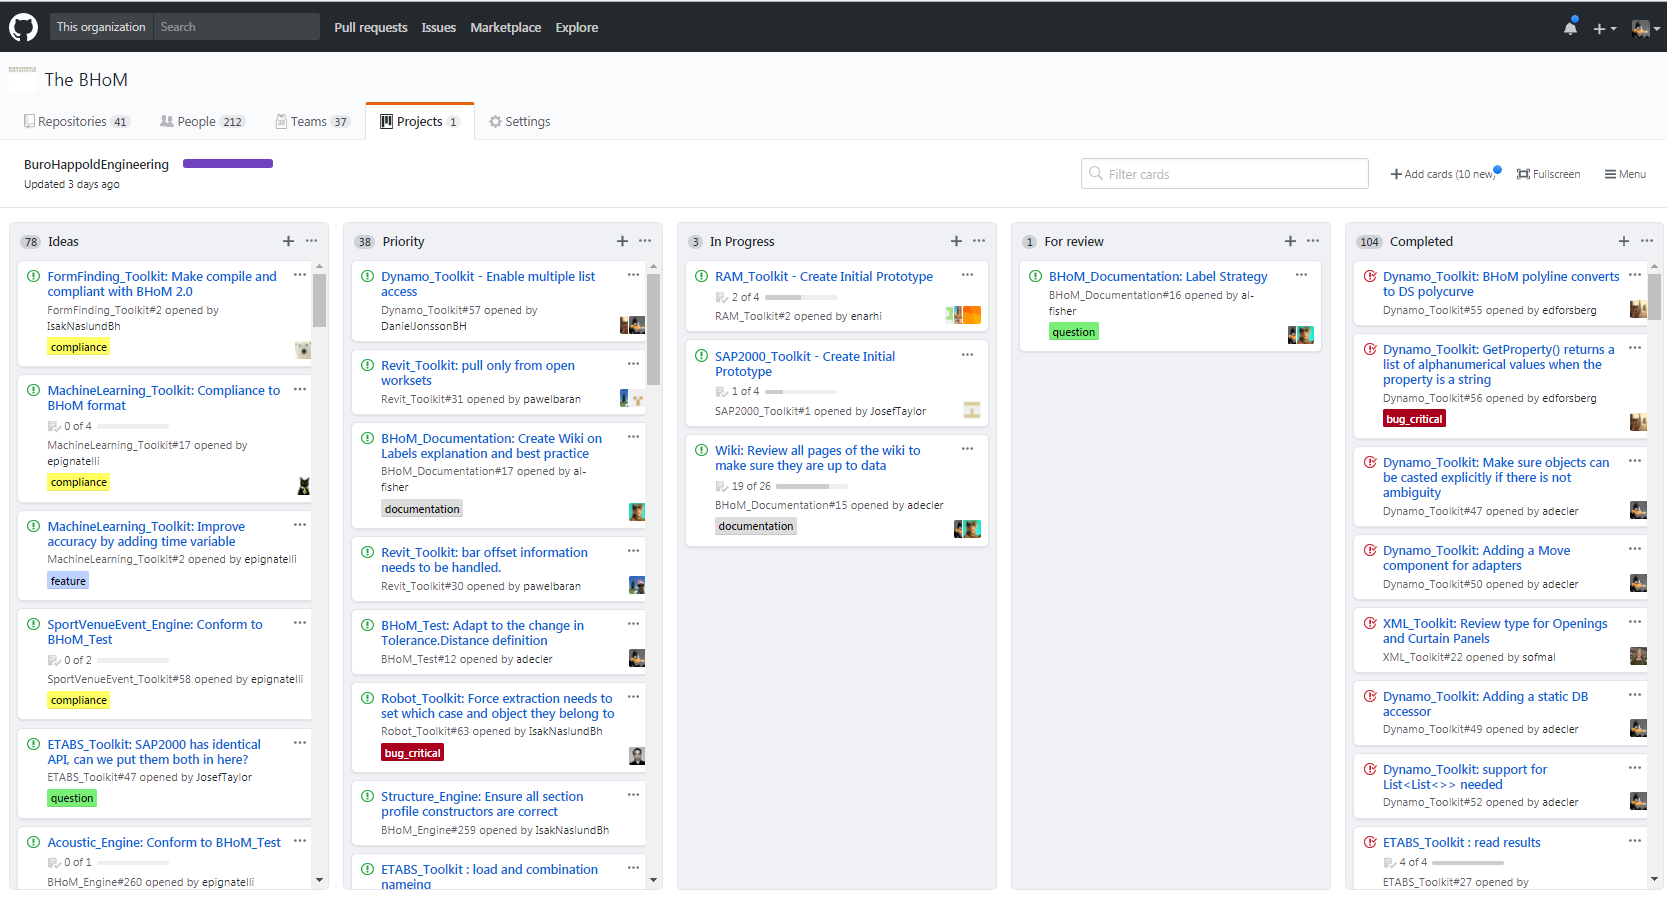 This organization Search Pull requests Issues Marketplace Explore
The BHoM
Repositories 41 People 212 Teams 37 Projects 1 Settings
BuroHappoldEngineering
Updated 3 days ago
Filter cards
Add cards (10 new) Fullscreen Menu
78 Ideas
FormFinding_Toolkit: Make compile and
compliant with BHoM 2.0
FormFinding_Toolkit#2 opened by
IsakNaslundBh
compliance
MachineLearning_Toolkit: Compliance to
BHoM format
0 of 4
MachineLearning_Toolkit#17 opened by
epignatelli
compliance
MachineLearning_Toolkit: Improve
accuracy by adding time variable
MachineLearning_Toolkit#2 opened by epignatelli
feature
SportVenueEvent_Engine: Conform to
BHoM_Test
0 of 2
SportVenueEvent_Toolkit#58 opened by epignatelli
compliance
ETABS_Toolkit: SAP2000 has identical
API, can we put them both in here?
ETABS_Toolkit#47 opened by JosefTaylor
question
Acoustic_Engine: Conform to BHoM_Test
0 of 1
BHoM_Engine#260 opened by epignatelli
38 Priority
Dynamo_Toolkit - Enable multiple list
access
Dynamo_Toolkit#57 opened by
DanielJonssonBH
Revit_Toolkit: pull only from open
worksets
Revit_Toolkit#31 opened by pawelbaran
BHoM_Documentation: Create Wiki on
Labels explanation and best practice
BHoM_Documentation#17 opened by al-
fisher
documentation
Revit_Toolkit: bar offset information
needs to be handled.
Revit_Toolkit#30 opened by pawelbaran
BHoM_Test: Adapt to the change in
Tolerance.Distance definition
BHoM_Test#12 opened by adecler
Robot_Toolkit: Force extraction needs to
set which case and object they belong to
Robot_Toolkit#63 opened by IsakNaslundBh
bug_critical
Structure_Engine: Ensure all section
profile constructors are correct
BHoM_Engine#259 opened by IsakNaslundBh
ETABS_Toolkit : load and combination
nameing
3 In Progress
RAM_Toolkit - Create Initial Prototype
2 of 4
RAM_Toolkit#2 opened by enarhi
SAP2000_Toolkit - Create Initial
Prototype
1 of 4
SAP2000_Toolkit#1 opened by JosefTaylor
Wiki: Review all pages of the wiki to
make sure they are up to data
19 of 26
BHoM_Documentation#15 opened by adecler
documentation
1 For review
BHoM_Documentation: Label Strategy
BHoM_Documentation#16 opened by al-
fisher
question
104 Completed
Dynamo_Toolkit: BHoM polyline converts
to DS polycurve
Dynamo_Toolkit#55 opened by edforsberg
Dynamo_Toolkit: GetProperty() returns a
list of alphanumerical values when the
property is a string
Dynamo_Toolkit#56 opened by edforsberg
bug_critical
Dynamo_Toolkit: Make sure objects can
be casted explicitly if there is not
ambiguity
Dynamo_Toolkit#47 opened by adecler
Dynamo_Toolkit: Adding a Move
component for adapters
Dynamo_Toolkit#50 opened by adecler
XML_Toolkit: Review type for Openings
and Curtain Panels
XML_Toolkit#22 opened by sofmal
Dynamo_Toolkit: Adding a static DB
accessor
Dynamo_Toolkit#49 opened by adecler
Dynamo_Toolkit: support for
List<List<>> needed
Dynamo_Toolkit#52 opened by adecler
ETABS_Toolkit : read results
4 of 4
ETABS_Toolkit#27 opened by